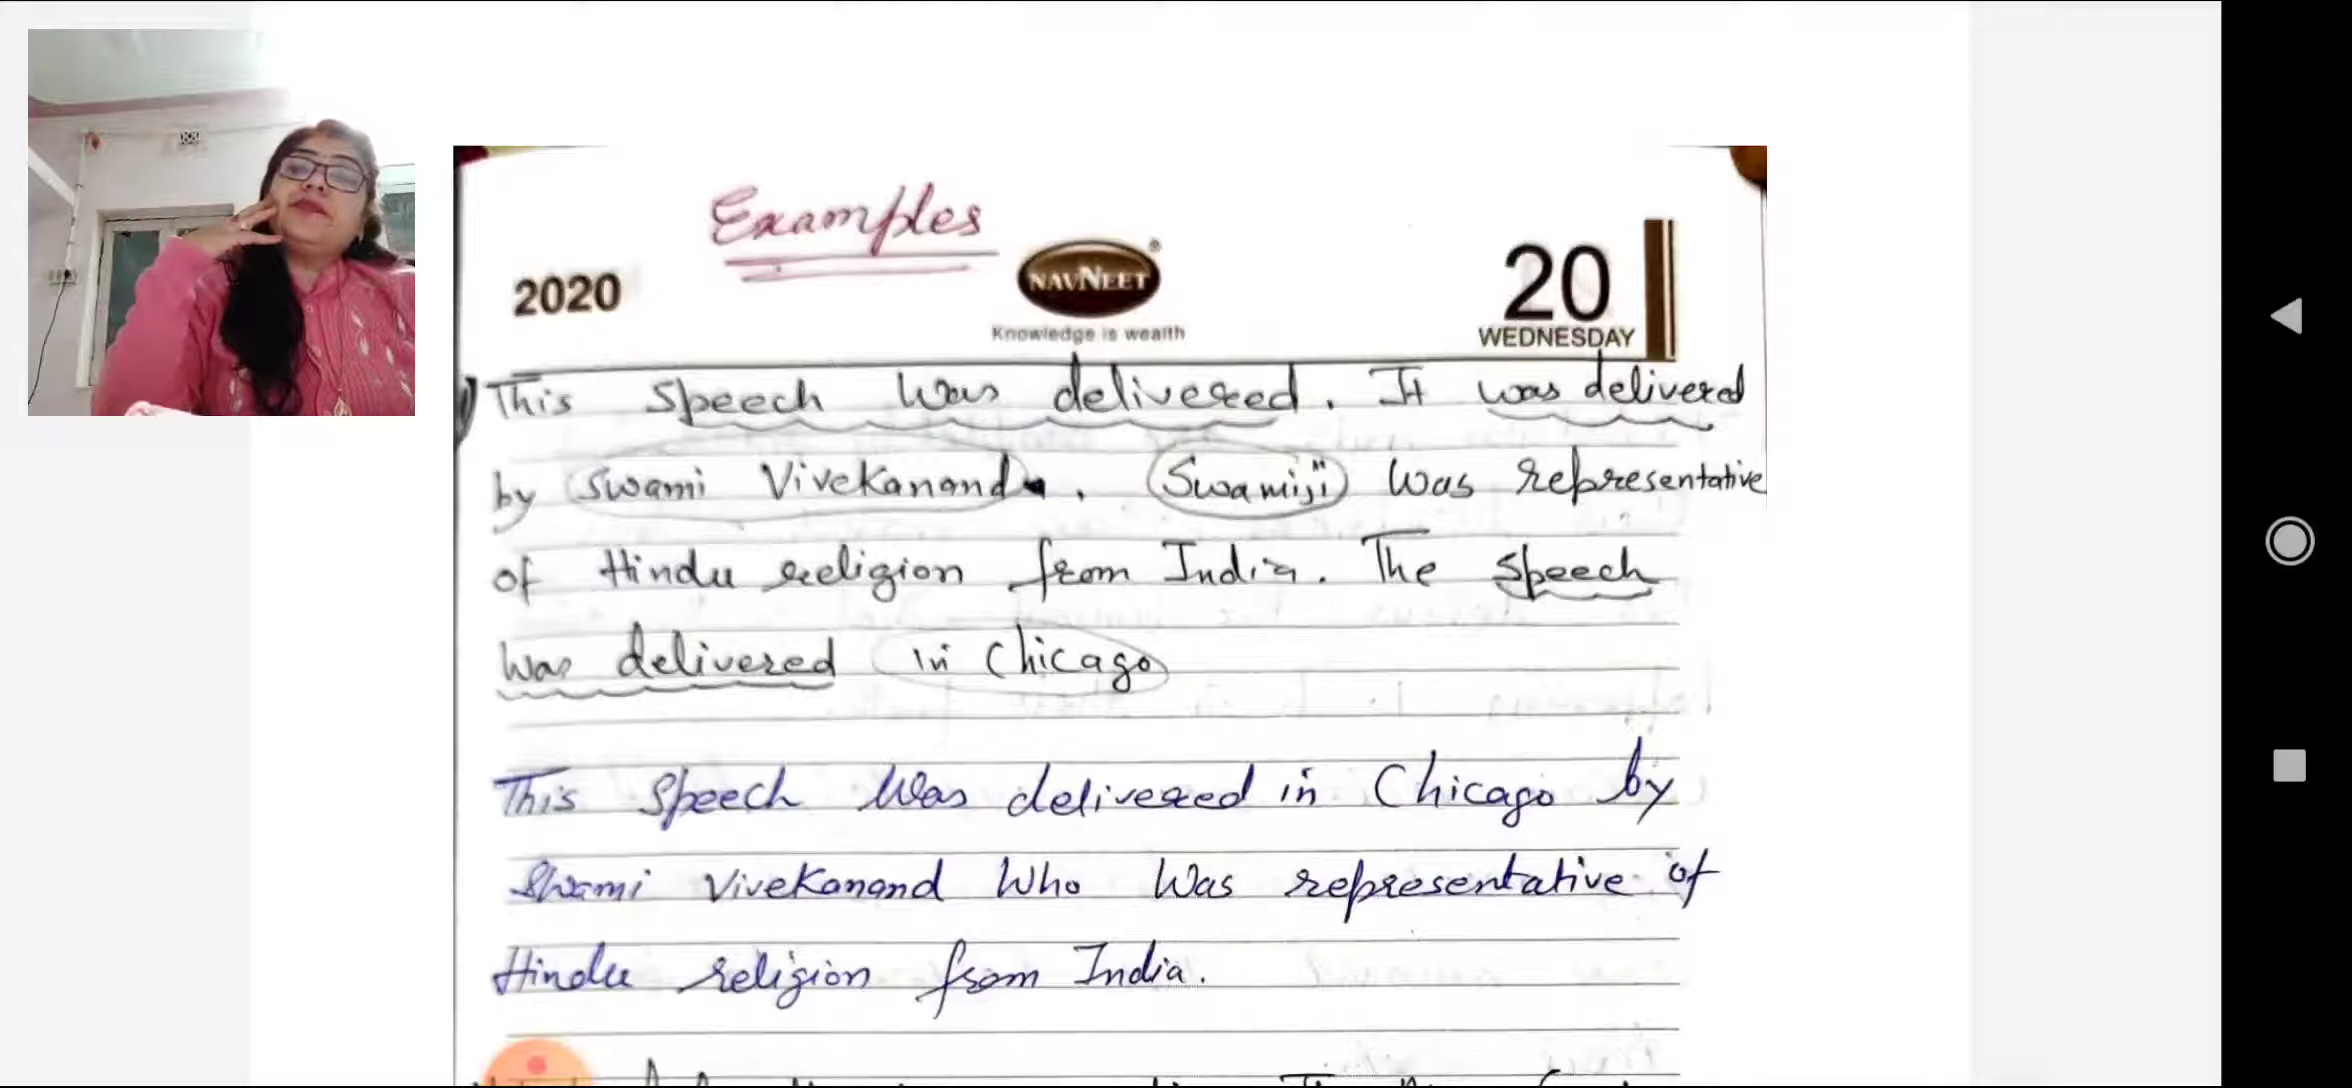 Examples
2020
NAVNEET
®
Knowledge is wealth
20
WEDNESDAY
This speech was delivered. It was delivered
by Swami Vivekanand. "Swamiji" was representative
of Hindu religion from India. The speech
was delivered in Chicago
This speech was delivered in Chicago by
Swami Vivekanand who was representative of
Hindu religion from India.